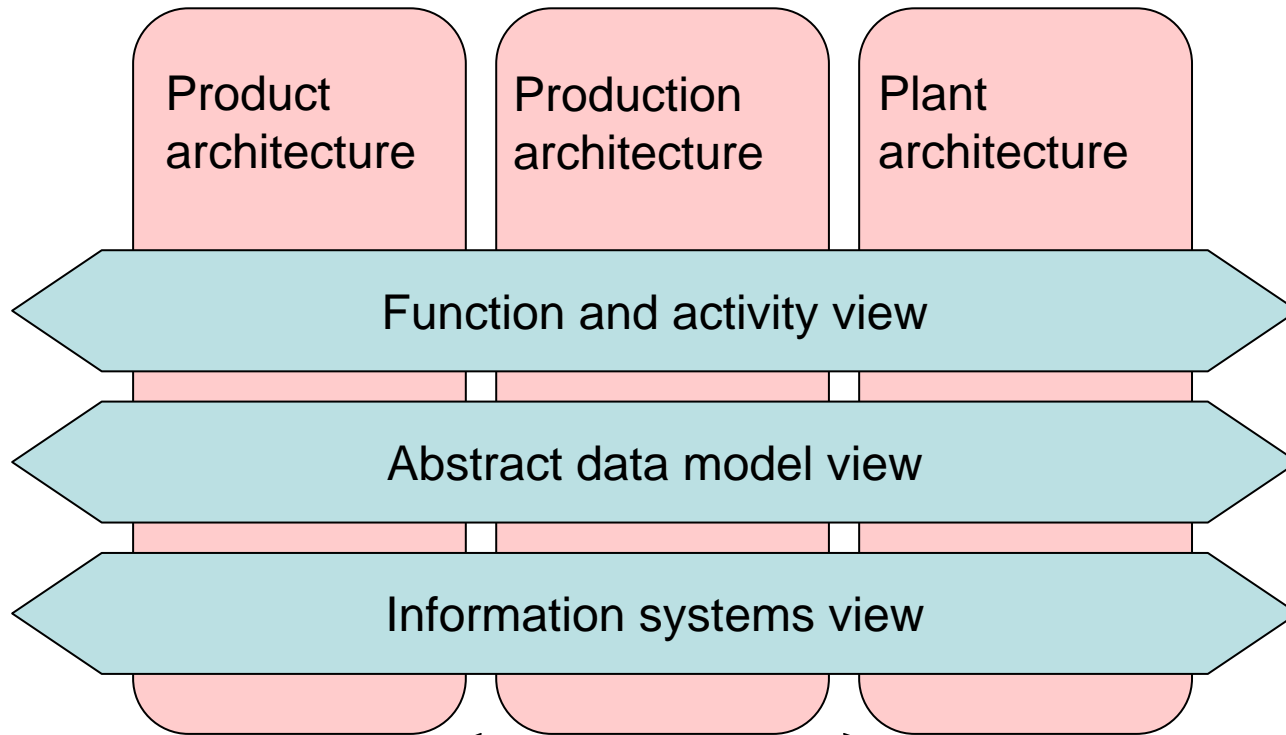 Product
architecture
Production
architecture
Plant
architecture
Function and activity view
Abstract data model view
Information systems view